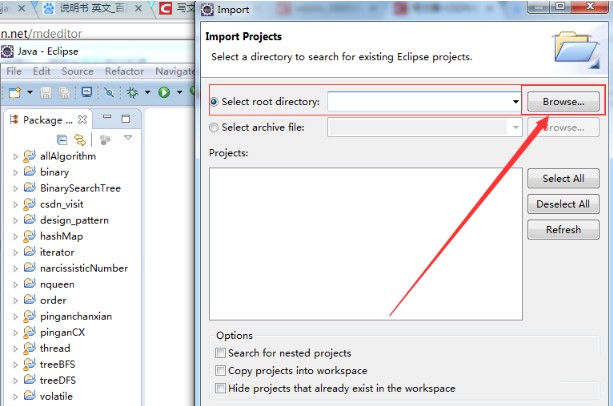 说明书 英文_百
写文
n.net/mdeditor
Java - Eclipse
File Edit Source Refactor Navigate
Package ...
allAlgorithm
binary
BinarySearchTree
csdn_visit
design_pattern
hashMap
iterator
narcissisticNumber
nqueen
order
pinganchanxian
pinganCX
thread
treeBFS
treeDFS
volatile
Import
Import Projects
Select a directory to search for existing Eclipse projects.
Select root directory:
Browse...
Select archive file:
Browse...
Projects:
Select All
Deselect All
Refresh
Options
Search for nested projects
Copy projects into workspace
Hide projects that already exist in the workspace